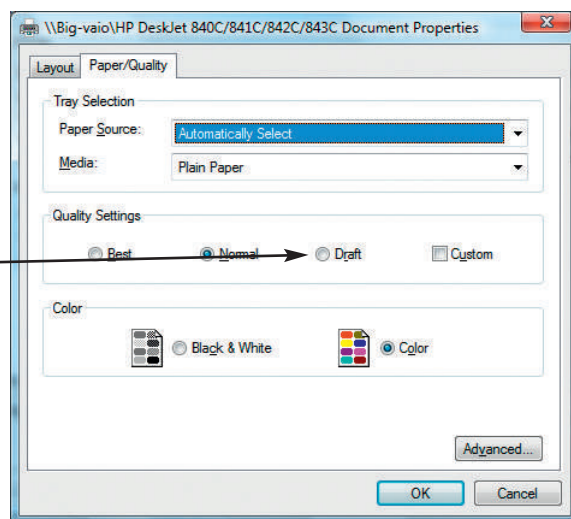 \\Big-vaio\HP DeskJet 840C/841C/842C/843C Document Properties
Layout Paper/Quality
Tray Selection
Paper Source: Automatically Select
Media: Plain Paper
Quality Settings
Best Normal Draft Custom
Color
Black & White Color
Advanced...
OK Cancel